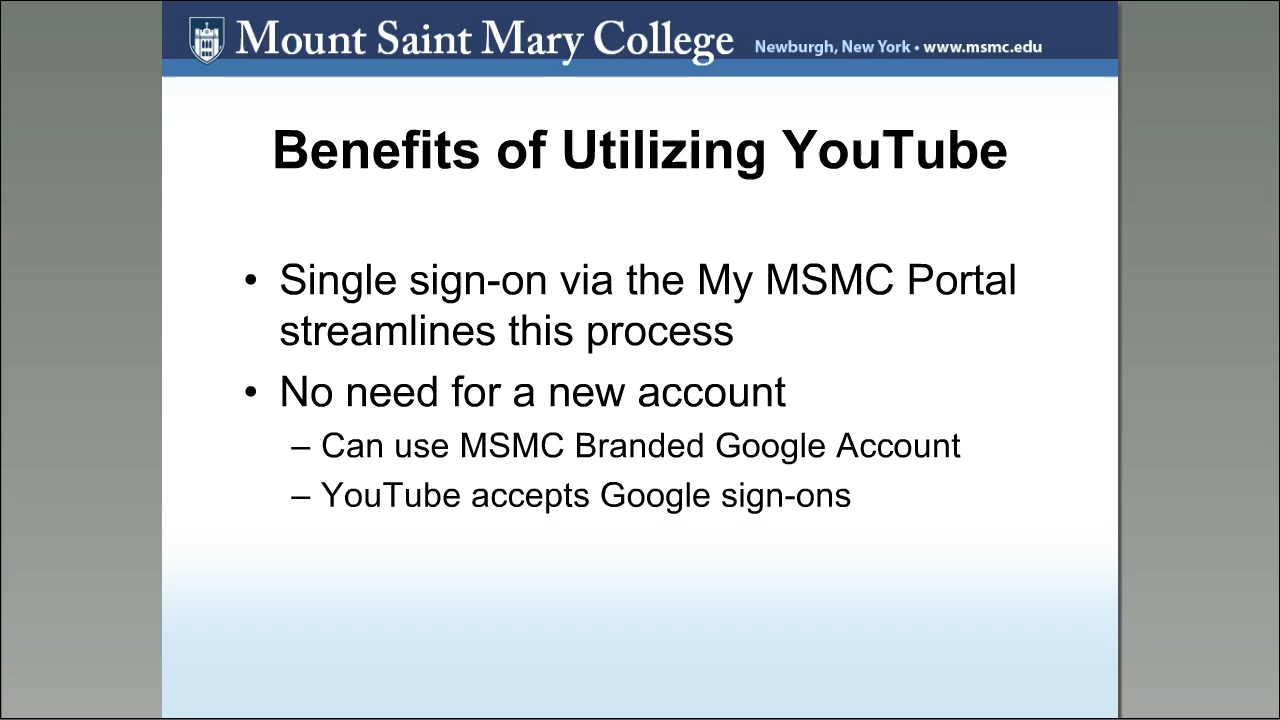 Mount Saint Mary College Newburgh, New York • www.msmc.edu
Benefits of Utilizing YouTube
• Single sign-on via the My MSMC Portal
streamlines this process
• No need for a new account
– Can use MSMC Branded Google Account
– YouTube accepts Google sign-ons